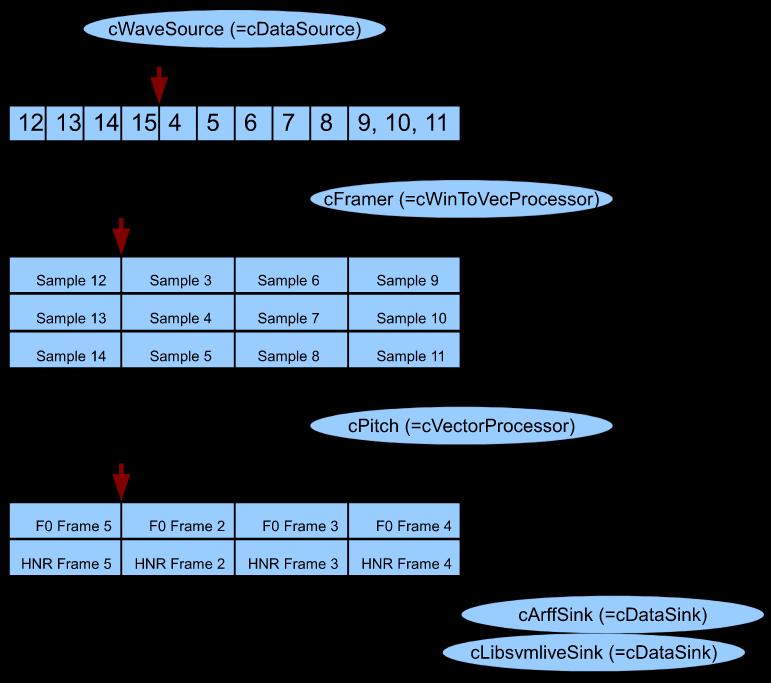 cWaveSource (=cDataSource)
12 13 14 15 4 5 6 7 8 9, 10, 11
cFramer (=cWinToVecProcessor)
Sample 12 Sample 3 Sample 6 Sample 9
Sample 13 Sample 4 Sample 7 Sample 10
Sample 14 Sample 5 Sample 8 Sample 11
cPitch (=cVectorProcessor)
F0 Frame 5 F0 Frame 2 F0 Frame 3 F0 Frame 4
HNR Frame 5 HNR Frame 2 HNR Frame 3 HNR Frame 4
cArffSink (=cDataSink)
cLibsvmliveSink (=cDataSink)